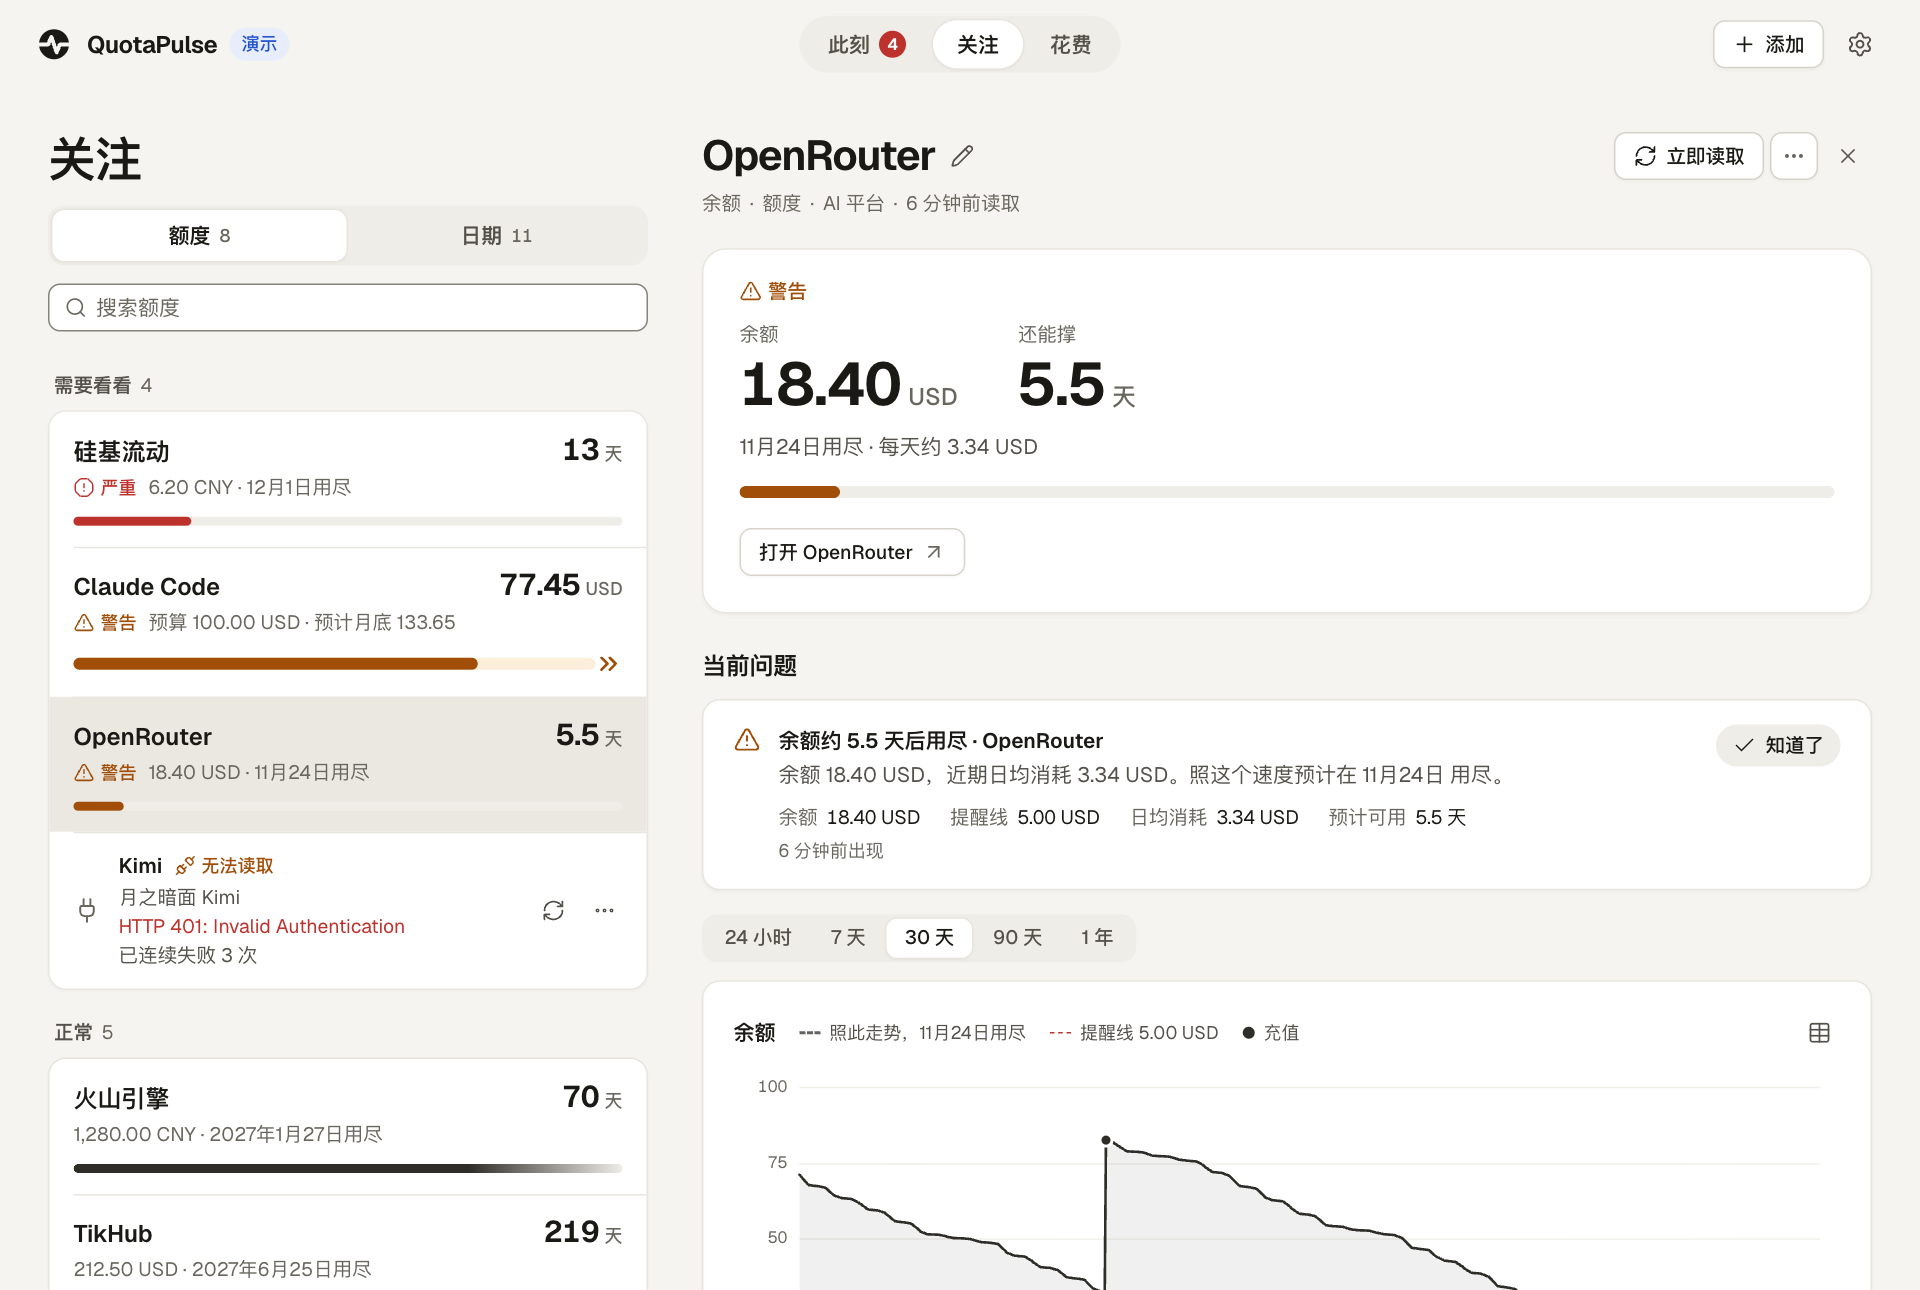 QuotaPulse 演示
此刻 4 关注 花费
添加
关注
额度 8 日期 11
搜索额度
需要看看 4
硅基流动 13 天
严重 6.20 CNY · 12月1日用尽
Claude Code 77.45 USD
警告 预算 100.00 USD · 预计月底 133.65
OpenRouter 5.5 天
警告 18.40 USD · 11月24日用尽
Kimi 无法读取
月之暗面 Kimi
HTTP 401: Invalid Authentication
已连续失败 3 次
正常 5
火山引擎 70 天
1,280.00 CNY · 2027年1月27日用尽
TikHub 219 天
212.50 USD · 2027年6月25日用尽
OpenRouter
立即读取
余额 · 额度 · AI 平台 · 6 分钟前读取
警告
余额 还能撑
18.40 USD 5.5 天
11月24日用尽 · 每天约 3.34 USD
打开 OpenRouter
当前问题
余额约 5.5 天后用尽 · OpenRouter
知道了
余额 18.40 USD，近期日均消耗 3.34 USD。照这个速度预计在 11月24日 用尽。
余额 18.40 USD 提醒线 5.00 USD 日均消耗 3.34 USD 预计可用 5.5 天
6 分钟前出现
24 小时 7 天 30 天 90 天 1 年
余额 照此走势，11月24日用尽 提醒线 5.00 USD 充值
100
75
50